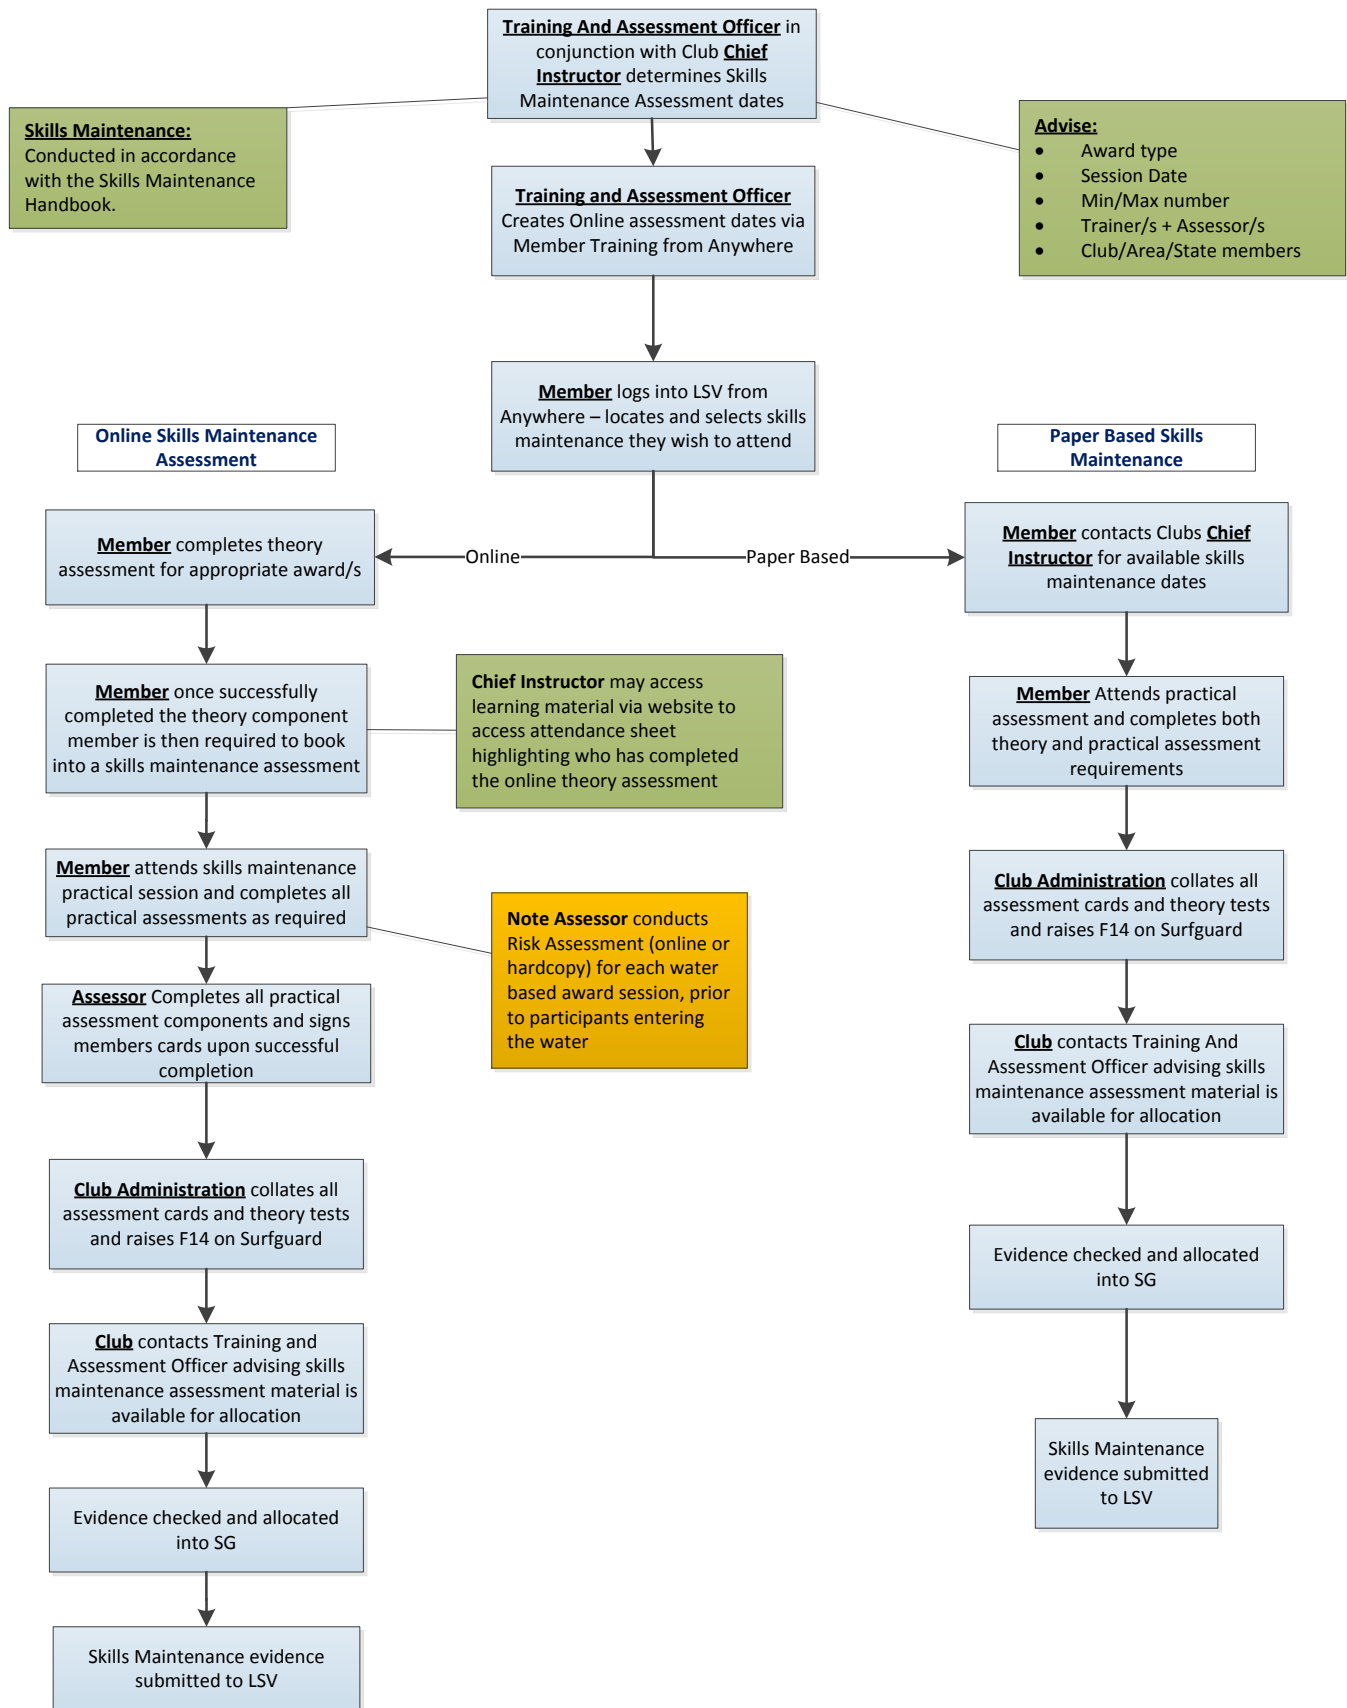 Training And Assessment Officer in
conjunction with Club Chief
Instructor determines Skills
Maintenance Assessment dates
Skills Maintenance:
Conducted in accordance
with the Skills Maintenance
Handbook.
Advise:
• Award type
• Session Date
• Min/Max number
• Trainer/s + Assessor/s
• Club/Area/State members
Training and Assessment Officer
Creates Online assessment dates via
Member Training from Anywhere
Member logs into LSV from
Anywhere – locates and selects skills
maintenance they wish to attend
Online Skills Maintenance
Assessment
Paper Based Skills
Maintenance
Online
Paper Based
Member completes theory
assessment for appropriate award/s
Member once successfully
completed the theory component
member is then required to book
into a skills maintenance assessment
Chief Instructor may access
learning material via website to
access attendance sheet
highlighting who has completed
the online theory assessment
Member attends skills maintenance
practical session and completes all
practical assessments as required
Note Assessor conducts
Risk Assessment (online or
hardcopy) for each water
based award session, prior
to participants entering
the water
Assessor Completes all practical
assessment components and signs
members cards upon successful
completion
Club Administration collates all
assessment cards and theory tests
and raises F14 on Surfguard
Club contacts Training and
Assessment Officer advising skills
maintenance assessment material is
available for allocation
Evidence checked and allocated
into SG
Skills Maintenance evidence
submitted to LSV
Member contacts Clubs Chief
Instructor for available skills
maintenance dates
Member Attends practical
assessment and completes both
theory and practical assessment
requirements
Club Administration collates all
assessment cards and theory tests
and raises F14 on Surfguard
Club contacts Training And
Assessment Officer advising skills
maintenance assessment material is
available for allocation
Evidence checked and allocated
into SG
Skills Maintenance
evidence submitted
to LSV